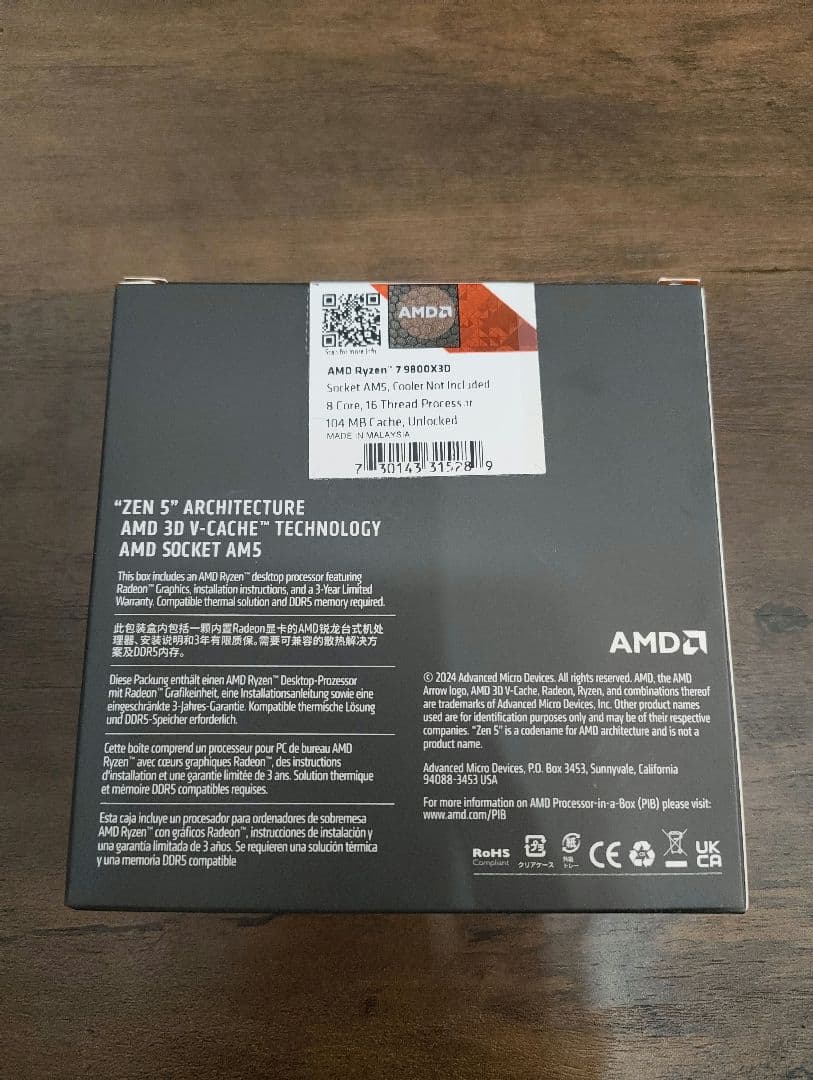 AMD
Scan for more info
AMD Ryzen™ 7 9800X3D
Socket AM5, Cooler Not Included
8 Core, 16 Thread Processor
104 MB Cache, Unlocked
MADE IN MALAYSIA
7 30143 31578 9
“ZEN 5” ARCHITECTURE
AMD 3D V-CACHE™ TECHNOLOGY
AMD SOCKET AM5
This box includes an AMD Ryzen™ desktop processor featuring
Radeon™ Graphics, installation instructions, and a 3-Year Limited
Warranty. Compatible thermal solution and DDR5 memory required.
此包装盒内包括一颗内置Radeon显卡的AMD锐龙台式机处
理器、安装说明和3年有限质保。需要可兼容的散热解决方
案及DDR5内存。
Diese Packung enthält einen AMD Ryzen™ Desktop-Prozessor
mit Radeon™ Grafikeinheit, eine Installationsanleitung sowie eine
eingeschränkte 3-Jahres-Garantie. Kompatible thermische Lösung
und DDR5-Speicher erforderlich.
Cette boîte comprend un processeur pour PC de bureau AMD
Ryzen™ avec cœurs graphiques Radeon™, des instructions
d'installation et une garantie limitée de 3 ans. Solution thermique
et mémoire DDR5 compatibles requises.
Esta caja incluye un procesador para ordenadores de sobremesa
AMD Ryzen™ con gráficos Radeon™, instrucciones de instalación y
una garantía limitada de 3 años. Se requieren una solución térmica
y una memoria DDR5 compatible
AMD
© 2024 Advanced Micro Devices. All rights reserved. AMD, the AMD
Arrow logo, AMD 3D V-Cache, Radeon, Ryzen, and combinations thereof
are trademarks of Advanced Micro Devices, Inc. Other product names
used are for identification purposes only and may be of their respective
companies. “Zen 5” is a codename for AMD architecture and is not a
product name.
Advanced Micro Devices, P.O. Box 3453, Sunnyvale, California
94088-3453 USA
For more information on AMD Processor-in-a-Box (PIB) please visit:
www.amd.com/PIB
RoHS
Compliant
プラ
クリアケース
紙
外箱
トレー
CE
UK
CA